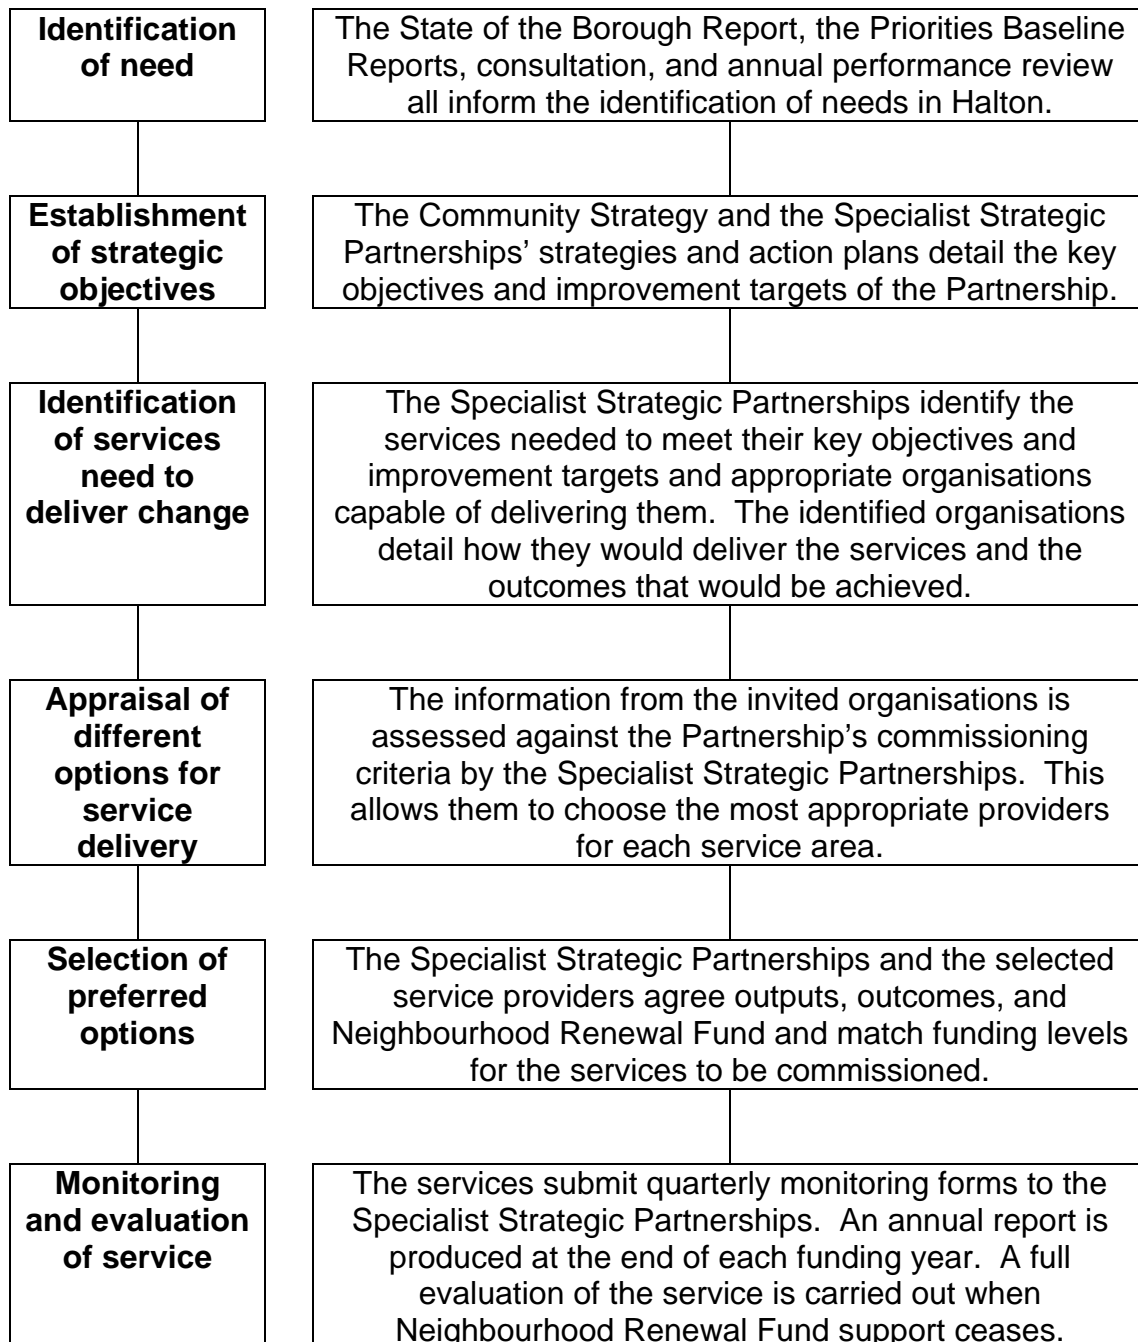 Identification
of need
The State of the Borough Report, the Priorities Baseline
Reports, consultation, and annual performance review
all inform the identification of needs in Halton.
Establishment
of strategic
objectives
The Community Strategy and the Specialist Strategic
Partnerships’ strategies and action plans detail the key
objectives and improvement targets of the Partnership.
Identification
of services
need to
deliver change
The Specialist Strategic Partnerships identify the
services needed to meet their key objectives and
improvement targets and appropriate organisations
capable of delivering them.  The identified organisations
detail how they would deliver the services and the
outcomes that would be achieved.
Appraisal of
different
options for
service
delivery
The information from the invited organisations is
assessed against the Partnership’s commissioning
criteria by the Specialist Strategic Partnerships.  This
allows them to choose the most appropriate providers
for each service area.
Selection of
preferred
options
The Specialist Strategic Partnerships and the selected
service providers agree outputs, outcomes, and
Neighbourhood Renewal Fund and match funding levels
for the services to be commissioned.
Monitoring
and evaluation
of service
The services submit quarterly monitoring forms to the
Specialist Strategic Partnerships.  An annual report is
produced at the end of each funding year.  A full
evaluation of the service is carried out when
Neighbourhood Renewal Fund support ceases.